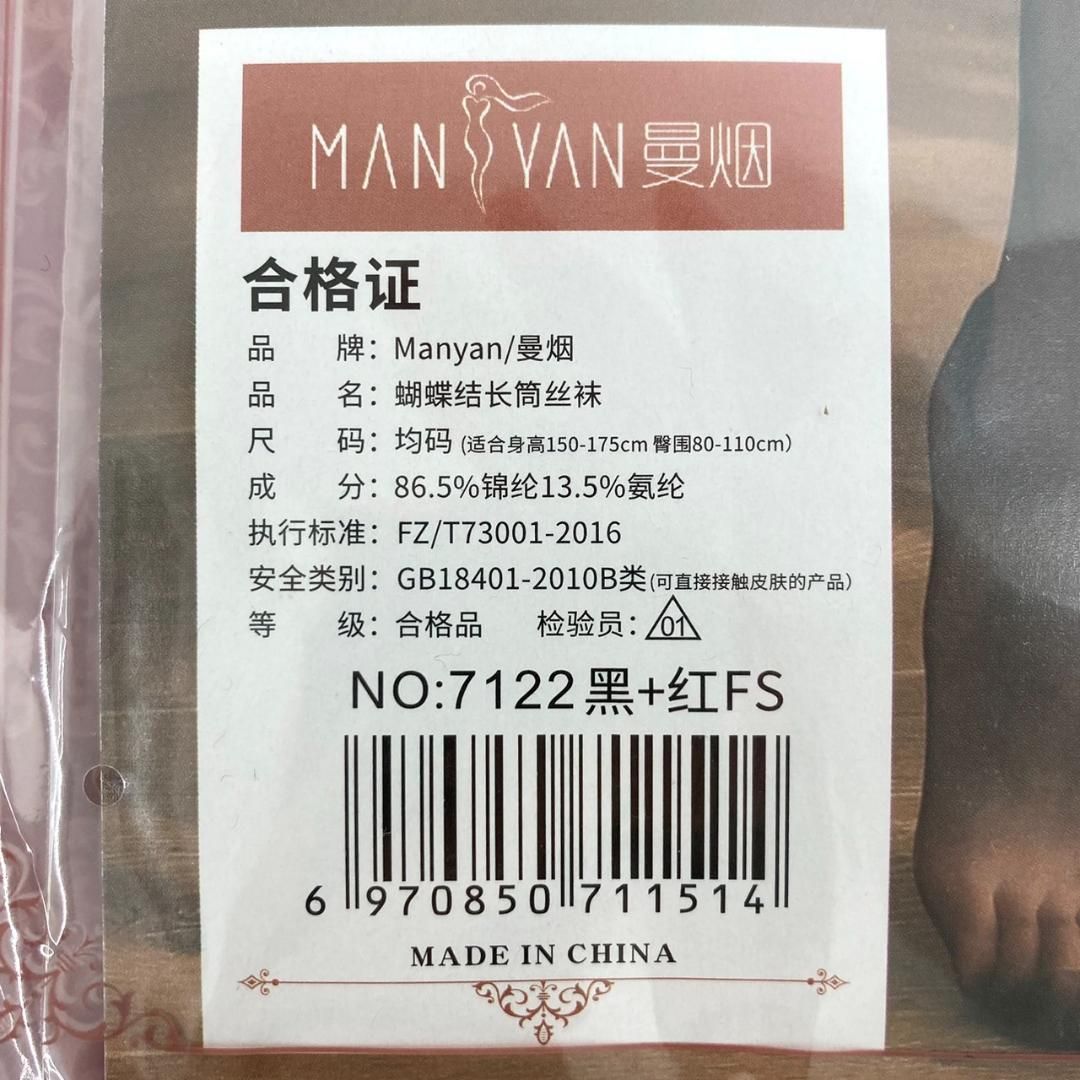 MANYAN曼烟
合格证
品 牌：Manyan/曼烟
品 名：蝴蝶结长筒丝袜
尺 码：均码 (适合身高150-175cm 臀围80-110cm）
成 分：86.5%锦纶13.5%氨纶
执行标准：FZ/T73001-2016
安全类别：GB18401-2010B类(可直接接触皮肤的产品）
等 级：合格品 检验员：01
NO:7122黑+红FS
6 970850 711514
MADE IN CHINA